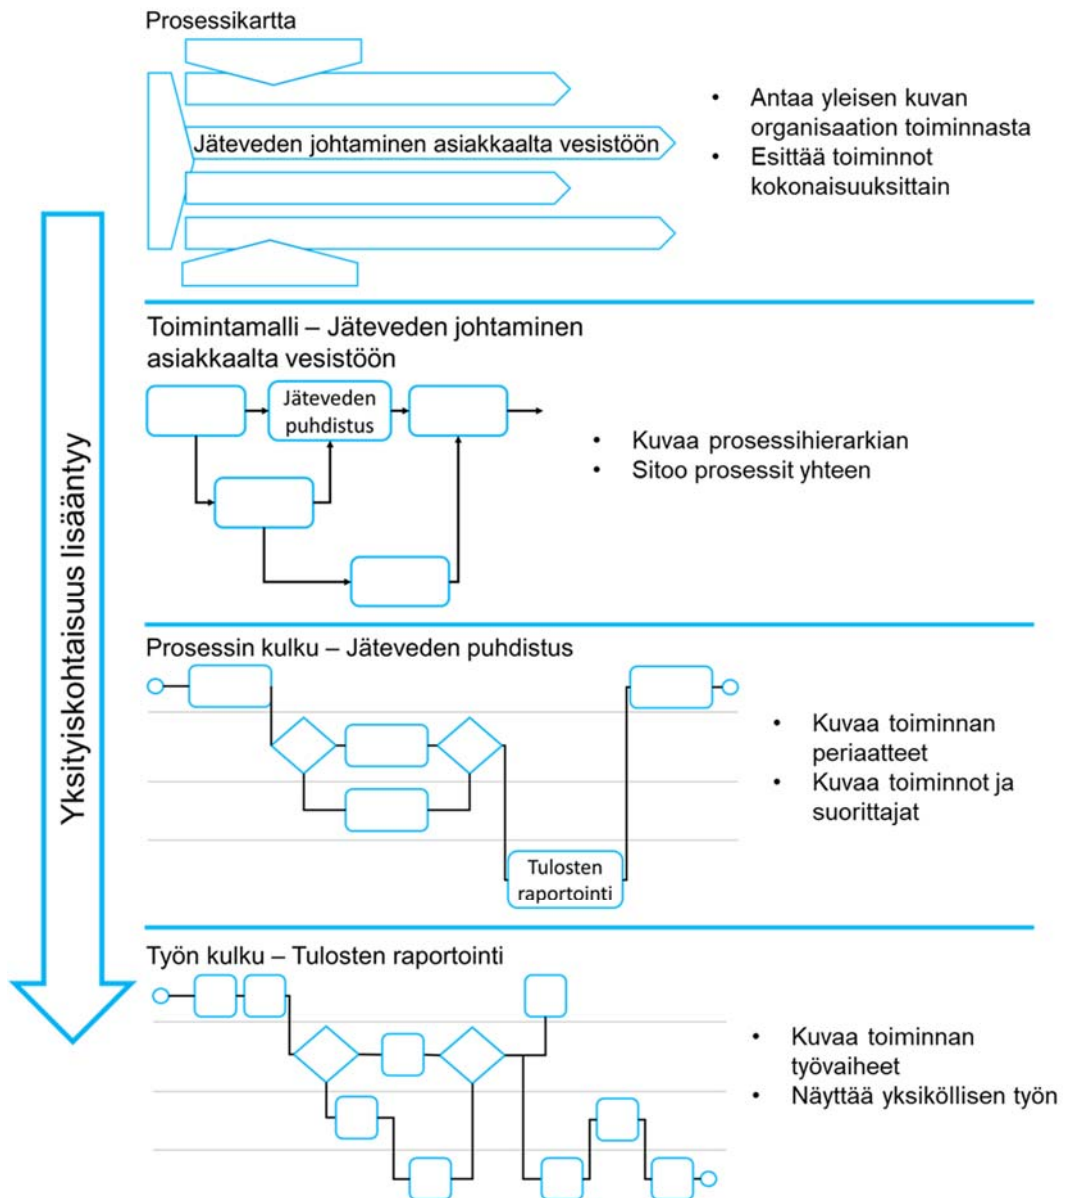 Prosessikartta
Jäteveden johtaminen asiakkaalta vesistöön
• Antaa yleisen kuvan
organisaation toiminnasta
• Esittää toiminnot
kokonaisuuksittain
Yksityiskohtaisuus lisääntyy
Toimintamalli – Jäteveden johtaminen
asiakkaalta vesistöön
Jäteveden
puhdistus
• Kuvaa prosessihierarkian
• Sitoo prosessit yhteen
Prosessin kulku – Jäteveden puhdistus
Tulosten
raportointi
• Kuvaa toiminnan
periaatteet
• Kuvaa toiminnot ja
suorittajat
Työn kulku – Tulosten raportointi
• Kuvaa toiminnan
työvaiheet
• Näyttää yksiköllisen työn